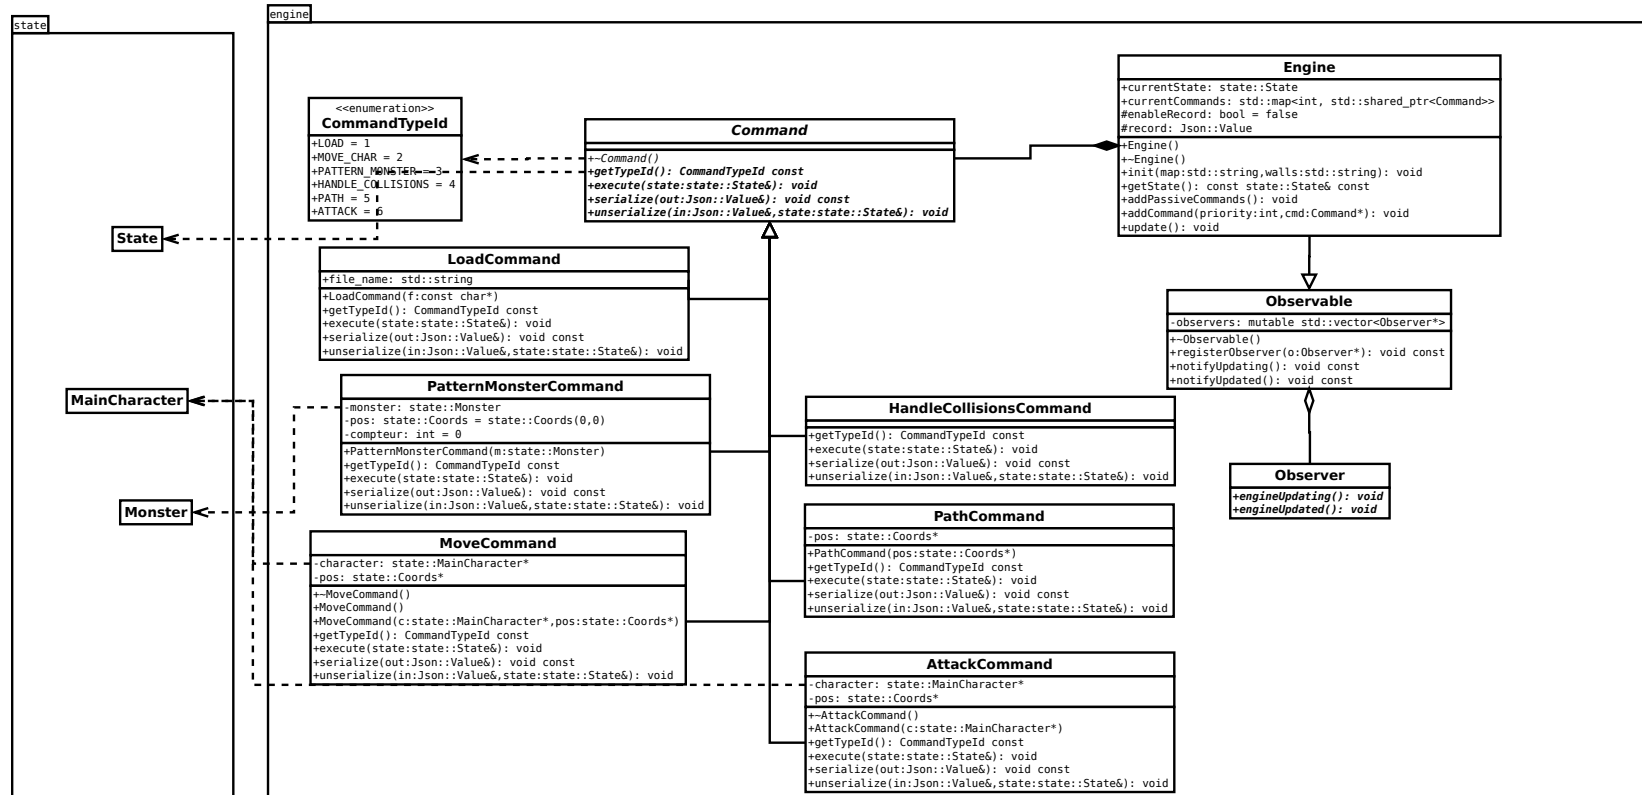 state
engine
<<enumeration>>
CommandTypeId
+LOAD = 1
+MOVE_CHAR = 2
+PATTERN_MONSTER = 3
+HANDLE_COLLISIONS = 4
+PATH = 5
+ATTACK = 6
Command
+~Command()
+getTypeId(): CommandTypeId const
+execute(state:state::State&): void
+serialize(out:Json::Value&): void const
+unserialize(in:Json::Value&,state:state::State&): void
Engine
+currentState: state::State
+currentCommands: std::map<int, std::shared_ptr<Command>>
#enableRecord: bool = false
#record: Json::Value
+Engine()
+~Engine()
+init(map:std::string,walls:std::string): void
+getState(): const state::State& const
+addPassiveCommands(): void
+addCommand(priority:int,cmd:Command*): void
+update(): void
State
LoadCommand
+file_name: std::string
+LoadCommand(f:const char*)
+getTypeId(): CommandTypeId const
+execute(state:state::State&): void
+serialize(out:Json::Value&): void const
+unserialize(in:Json::Value&,state:state::State&): void
Observable
-observers: mutable std::vector<Observer*>
+~Observable()
+registerObserver(o:Observer*): void const
+notifyUpdating(): void const
+notifyUpdated(): void const
MainCharacter
PatternMonsterCommand
-monster: state::Monster
-pos: state::Coords = state::Coords(0,0)
-compteur: int = 0
+PatternMonsterCommand(m:state::Monster)
+getTypeId(): CommandTypeId const
+execute(state:state::State&): void
+serialize(out:Json::Value&): void const
+unserialize(in:Json::Value&,state:state::State&): void
HandleCollisionsCommand
+getTypeId(): CommandTypeId const
+execute(state:state::State&): void
+serialize(out:Json::Value&): void const
+unserialize(in:Json::Value&,state:state::State&): void
Observer
+engineUpdating(): void
+engineUpdated(): void
Monster
MoveCommand
-character: state::MainCharacter*
-pos: state::Coords*
+~MoveCommand()
+MoveCommand()
+MoveCommand(c:state::MainCharacter*,pos:state::Coords*)
+getTypeId(): CommandTypeId const
+execute(state:state::State&): void
+serialize(out:Json::Value&): void const
+unserialize(in:Json::Value&,state:state::State&): void
PathCommand
-pos: state::Coords*
+PathCommand(pos:state::Coords*)
+getTypeId(): CommandTypeId const
+execute(state:state::State&): void
+serialize(out:Json::Value&): void const
+unserialize(in:Json::Value&,state:state::State&): void
AttackCommand
-character: state::MainCharacter*
-pos: state::Coords*
+~AttackCommand()
+AttackCommand(c:state::MainCharacter*)
+getTypeId(): CommandTypeId const
+execute(state:state::State&): void
+serialize(out:Json::Value&): void const
+unserialize(in:Json::Value&,state:state::State&): void